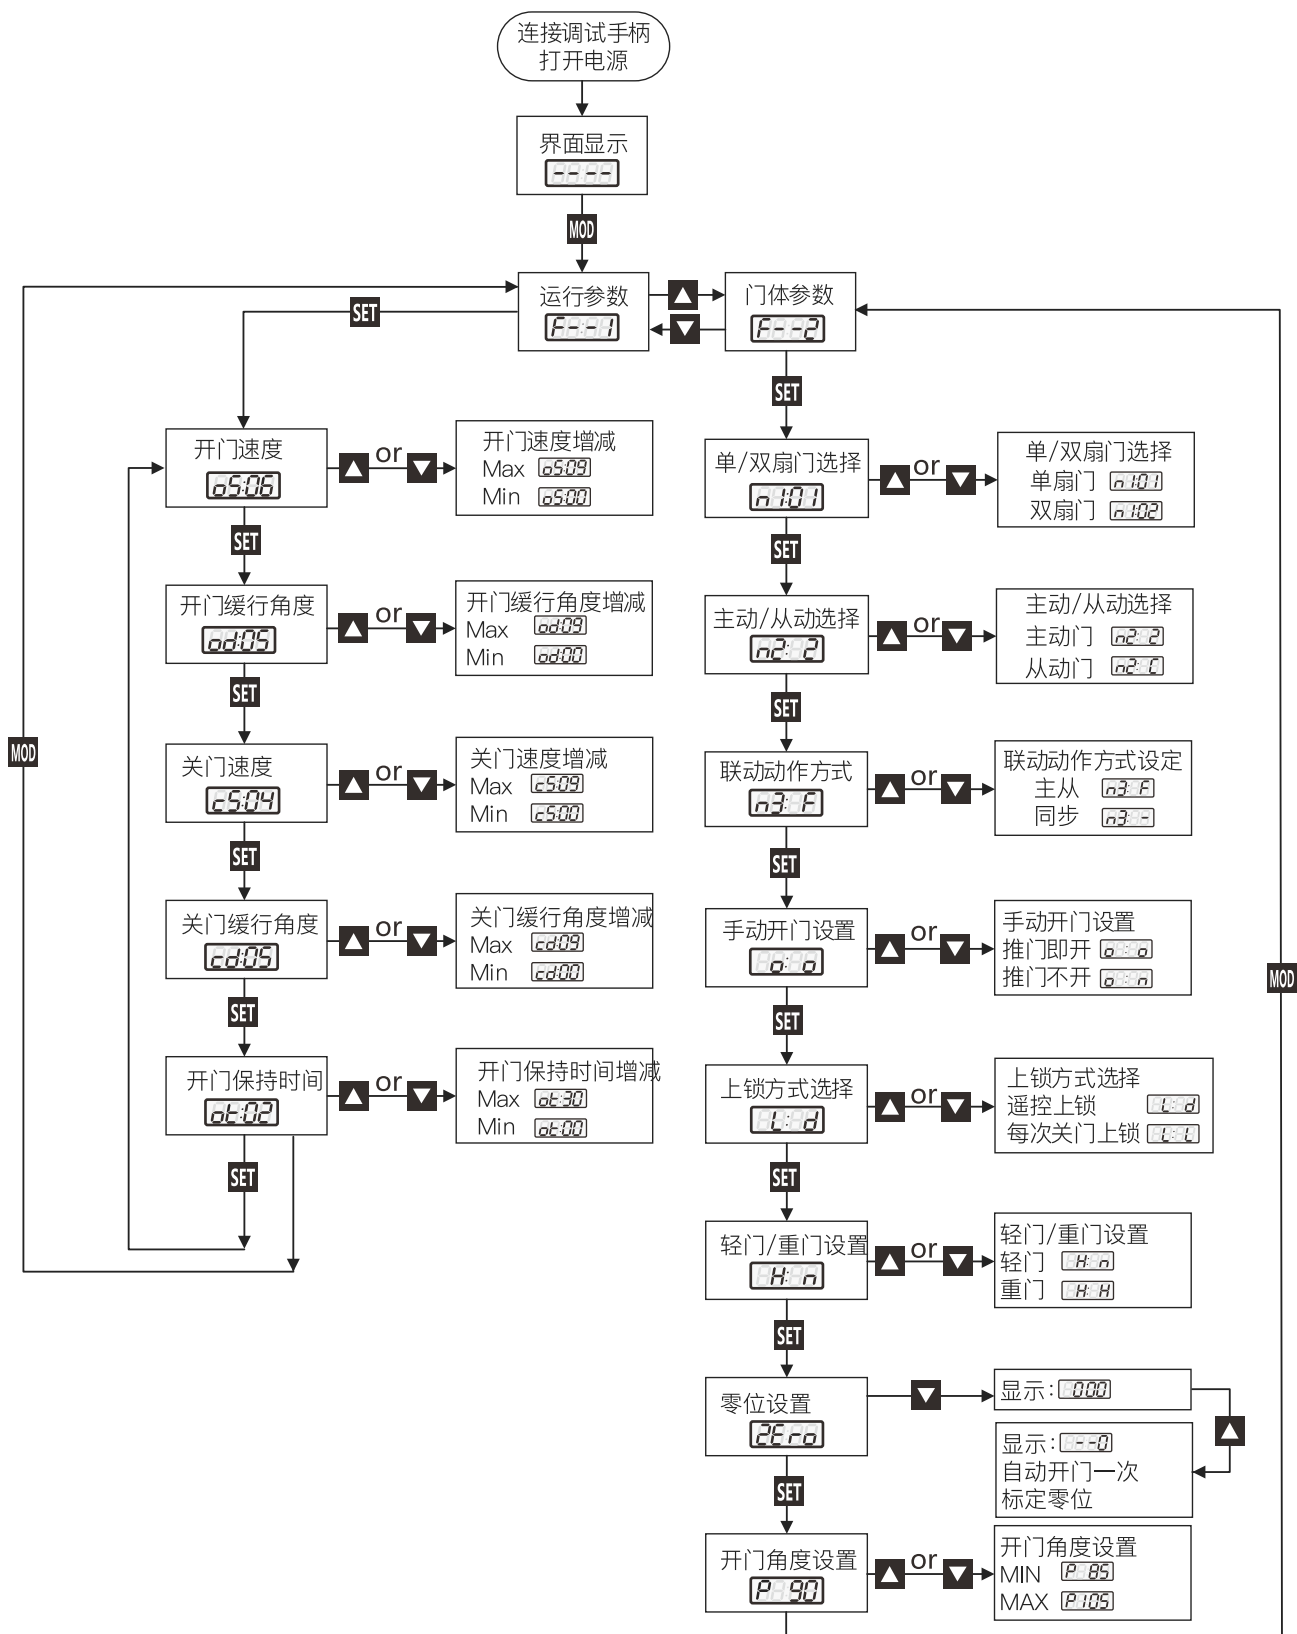 连接调试手柄
打开电源
界面显示
----
MOD
运行参数
F--1
门体参数
F--2
SET
SET
开门速度
o5:06
or
开门速度增减
Max o5:09
Min o5:00
SET
开门缓行角度
od:05
or
开门缓行角度增减
Max od:09
Min od:00
SET
关门速度
c5:04
or
关门速度增减
Max c5:09
Min c5:00
SET
关门缓行角度
cd:05
or
关门缓行角度增减
Max cd:09
Min cd:00
SET
开门保持时间
ot:02
or
开门保持时间增减
Max ot:30
Min ot:00
SET
MOD
单/双扇门选择
n1:01
or
单/双扇门选择
单扇门 n1:01
双扇门 n1:02
SET
主动/从动选择
n2: 2
or
主动/从动选择
主动门 n2: 2
从动门 n2: C
SET
联动动作方式
n3: F
or
联动动作方式设定
主从 n3: F
同步 n3: -
SET
手动开门设置
o: o
or
手动开门设置
推门即开 o: o
推门不开 o: n
SET
上锁方式选择
L: d
or
上锁方式选择
遥控上锁 L: d
每次关门上锁 L: L
SET
轻门/重门设置
H: n
or
轻门/重门设置
轻门 H: n
重门 H: H
SET
零位设置
2Ero
显示: 000
显示: --0
自动开门一次
标定零位
SET
开门角度设置
P 90
or
开门角度设置
MIN P 85
MAX P105
MOD